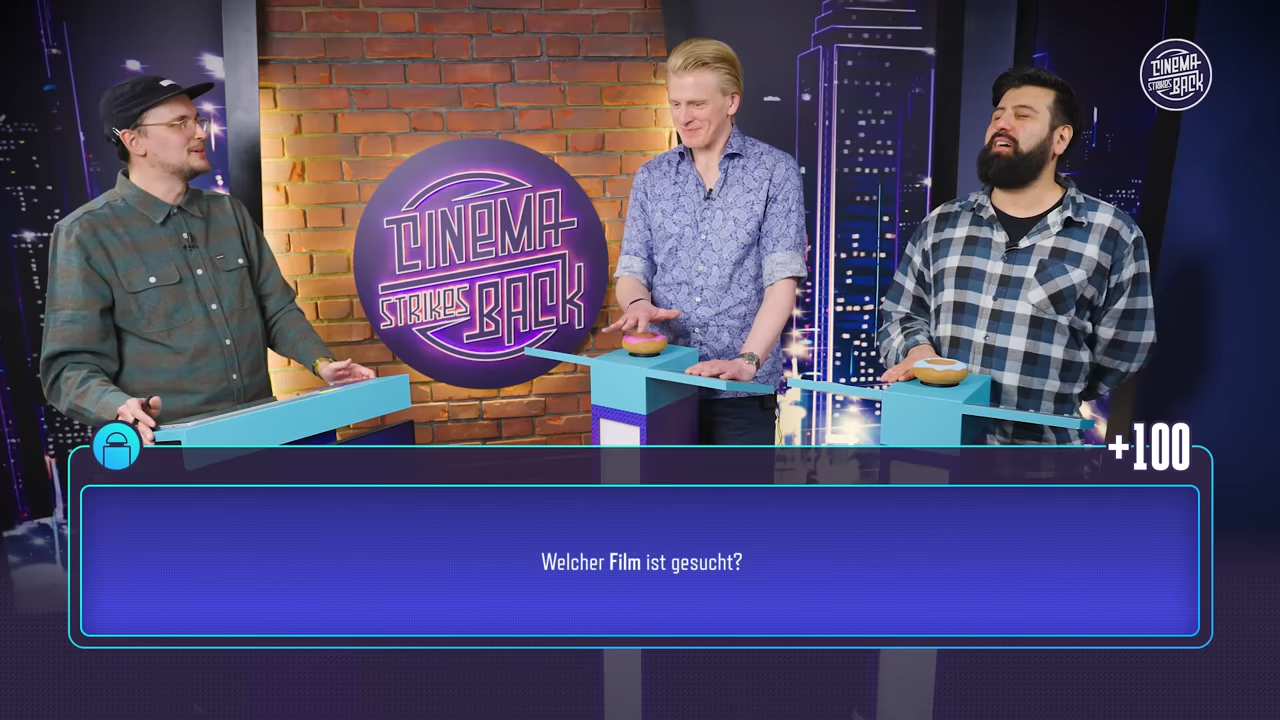 CINEMA
STRIKES BACK
CINEMA
STRIKES BACK
+100
Welcher Film ist gesucht?